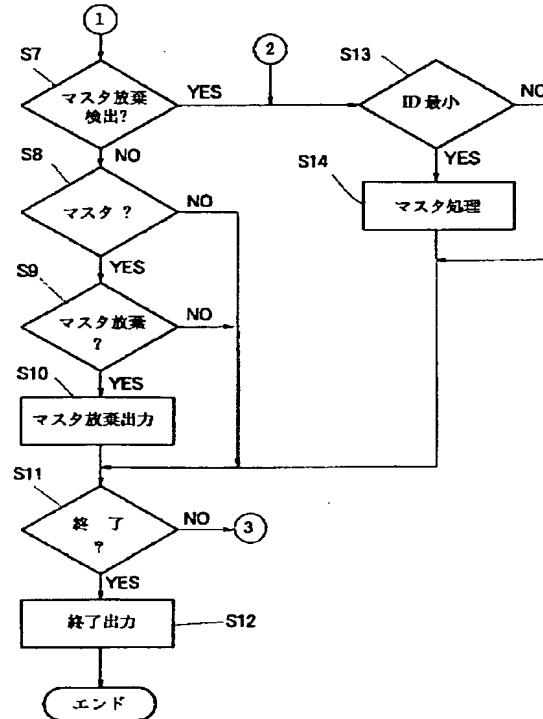 1
S7
マスタ放棄
検出?
YES
2
S13
ID 最小
NO
NO
S8
マスタ ?
NO
YES
S14
マスタ処理
YES
S9
マスタ放棄
?
NO
YES
S10
マスタ放棄出力
S11
終 了
?
NO
3
YES
終了出力
S12
エンド